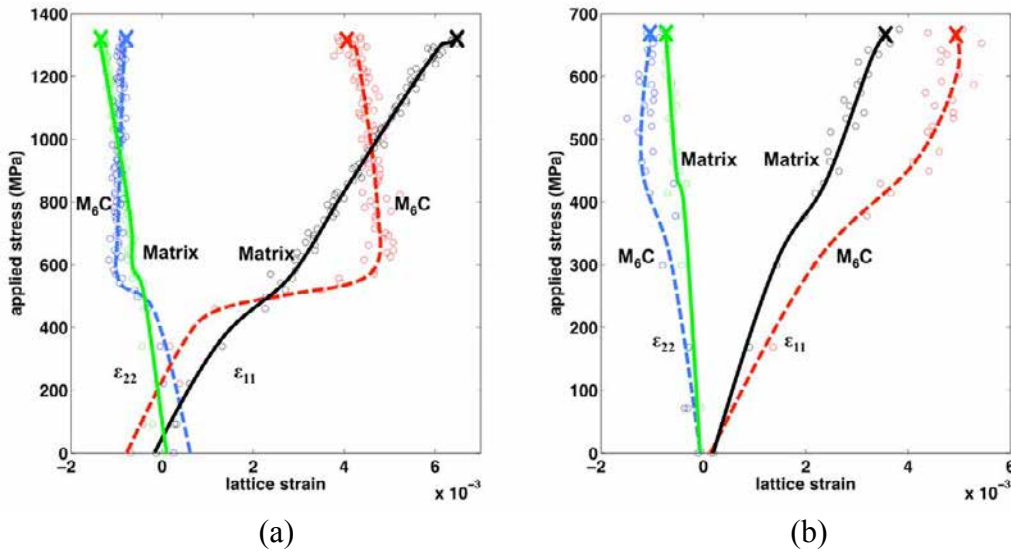 1400
1200
1000
800
600
400
200
0
applied stress (MPa)
M6C
Matrix
Matrix
M6C
ε22
ε11
−2
0
2
4
6
lattice strain
x 10−3
(a)
700
600
500
400
300
200
100
0
applied stress (MPa)
Matrix
Matrix
M6C
M6C
ε22
ε11
−2
0
2
4
6
lattice strain
x 10−3
(b)